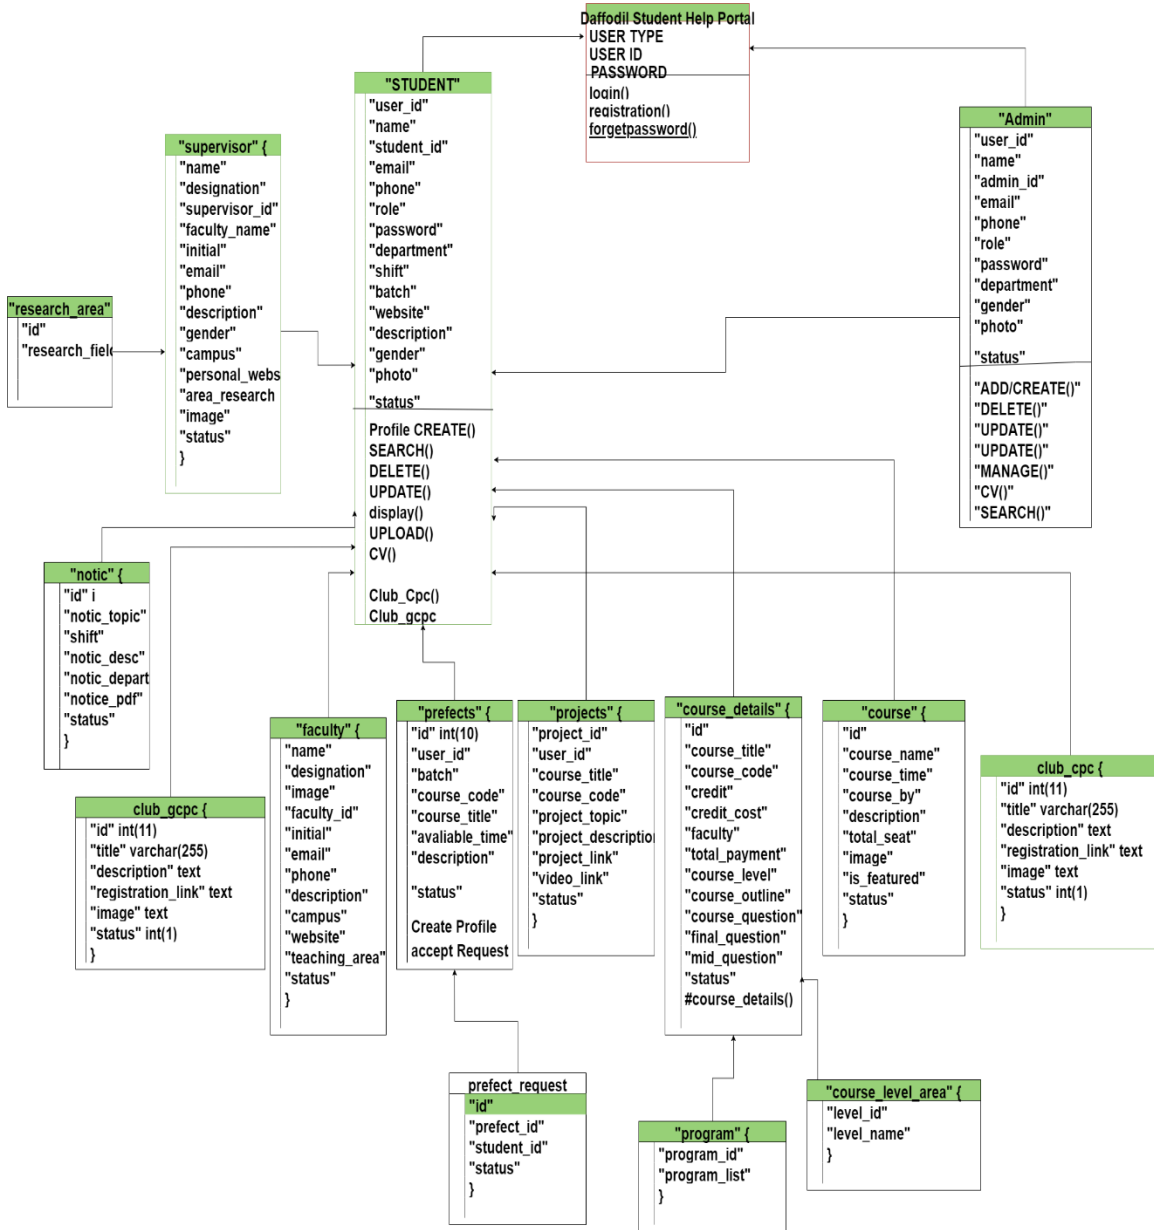 Daffodil Student Help Portal
USER TYPE
USER ID
PASSWORD
login()
registration()
forgetpassword()
"STUDENT"
"user_id"
"name"
"student_id"
"email"
"phone"
"role"
"password"
"department"
"shift"
"batch"
"website"
"description"
"gender"
"photo"
"status"
Profile CREATE()
SEARCH()
DELETE()
UPDATE()
display()
UPLOAD()
CV()
Club_Cpc()
Club_gcpc
"Admin"
"user_id"
"name"
"admin_id"
"email"
"phone"
"role"
"password"
"department"
"gender"
"photo"
"status"
"ADD/CREATE()"
"DELETE()"
"UPDATE()"
"UPDATE()"
"MANAGE()"
"CV()"
"SEARCH()"
"supervisor" {
"name"
"designation"
"supervisor_id"
"faculty_name"
"initial"
"email"
"phone"
"description"
"gender"
"campus"
"personal_webs
"area_research
"image"
"status"
}
"research_area"
"id"
"research_field
"notic" {
"id" i
"notic_topic"
"shift"
"notic_desc"
"notic_depart
"notice_pdf"
"status"
}
club_gcpc {
"id" int(11)
"title" varchar(255)
"description" text
"registration_link" text
"image" text
"status" int(1)
}
"faculty" {
"name"
"designation"
"image"
"faculty_id"
"initial"
"email"
"phone"
"description"
"campus"
"website"
"teaching_area"
"status"
}
"prefects" {
"id" int(10)
"user_id"
"batch"
"course_code"
"course_title"
"avaliable_time"
"description"
"status"
Create Profile
accept Request
"projects" {
"project_id"
"user_id"
"course_title"
"course_code"
"project_topic"
"project_description
"project_link"
"video_link"
"status"
}
"course_details" {
"id"
"course_title"
"course_code"
"credit"
"credit_cost"
"faculty"
"total_payment"
"course_level"
"course_outline"
"course_question"
"final_question"
"mid_question"
"status"
#course_details()
"course" {
"id"
"course_name"
"course_time"
"course_by"
"description"
"total_seat"
"image"
"is_featured"
"status"
}
club_cpc {
"id" int(11)
"title" varchar(255)
"description" text
"registration_link" text
"image" text
"status" int(1)
}
prefect_request
"id"
"prefect_id"
"student_id"
"status"
}
"program" {
"program_id"
"program_list"
}
"course_level_area" {
"level_id"
"level_name"
}